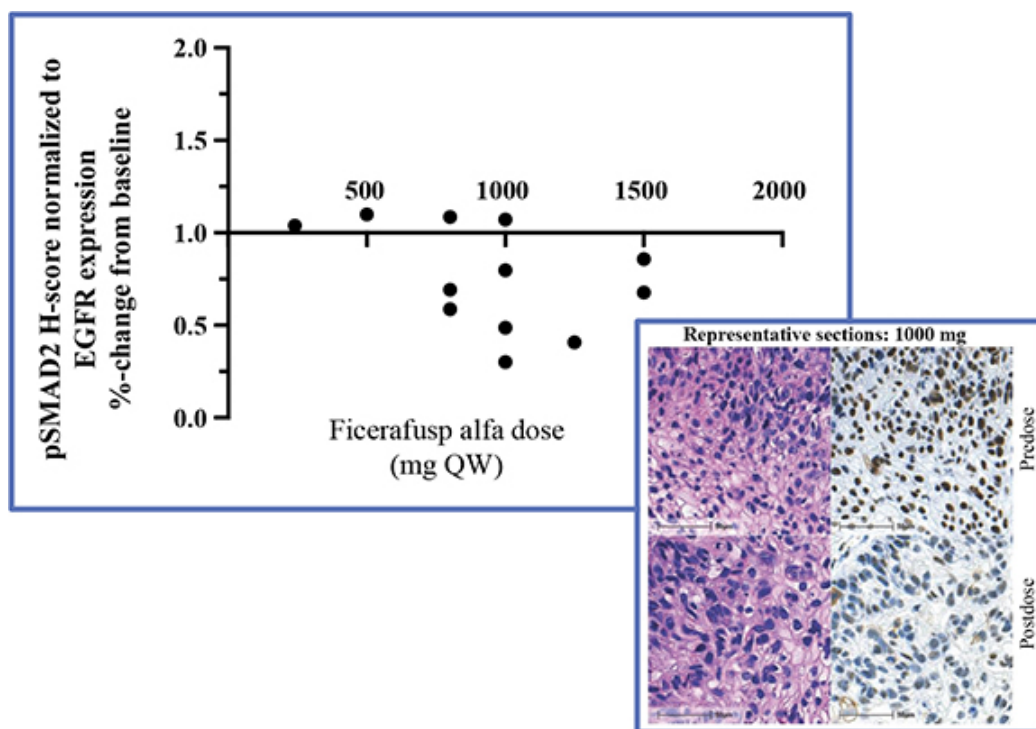 pSMAD2 H-score normalized to
EGFR expression
%-change from baseline
2.0
1.5
1.0
0.5
0.0
500
1000
1500
2000
Ficerafusp alfa dose
(mg QW)
Representative sections: 1000 mg
Predose
Postdose